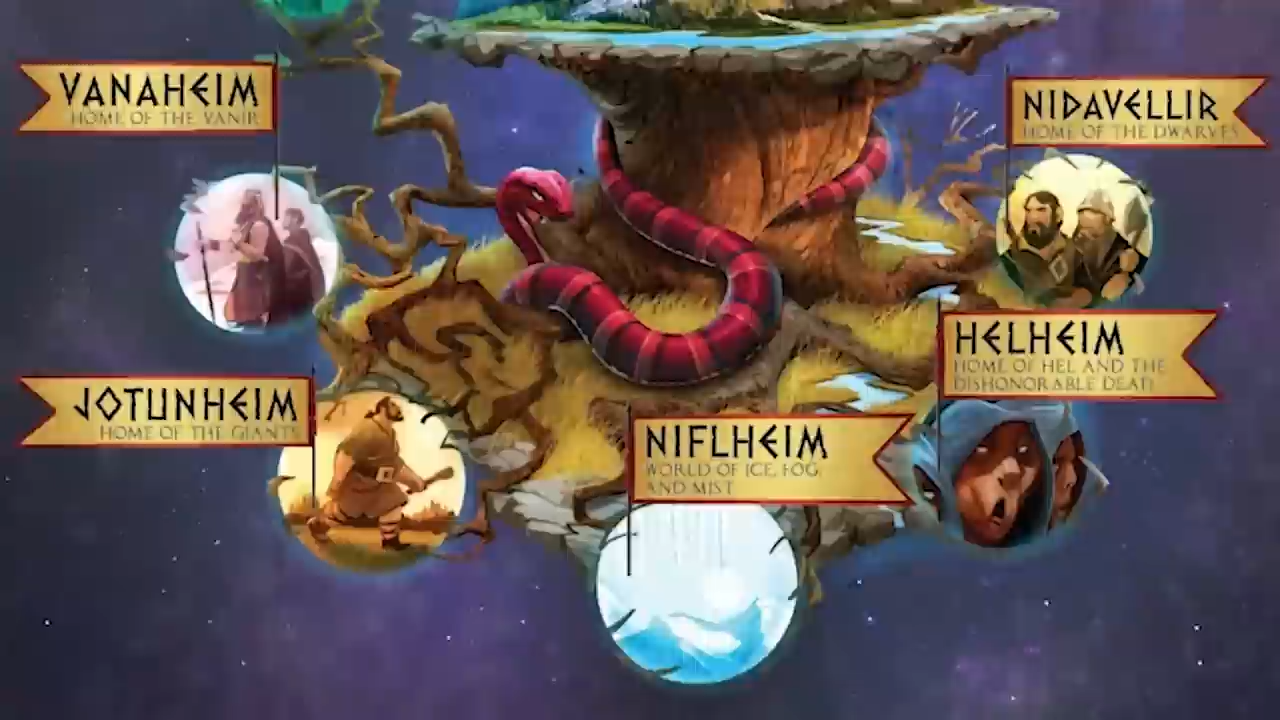 VANAHEIM
HOME OF THE VANIR
NIDAVELLIR
HOME OF THE DWARVES
HELHEIM
HOME OF HEL AND THE
DISHONORABLE DEAD
JOTUNHEIM
HOME OF THE GIANTS
NIFLHEIM
WORLD OF ICE, FOG,
AND MIST